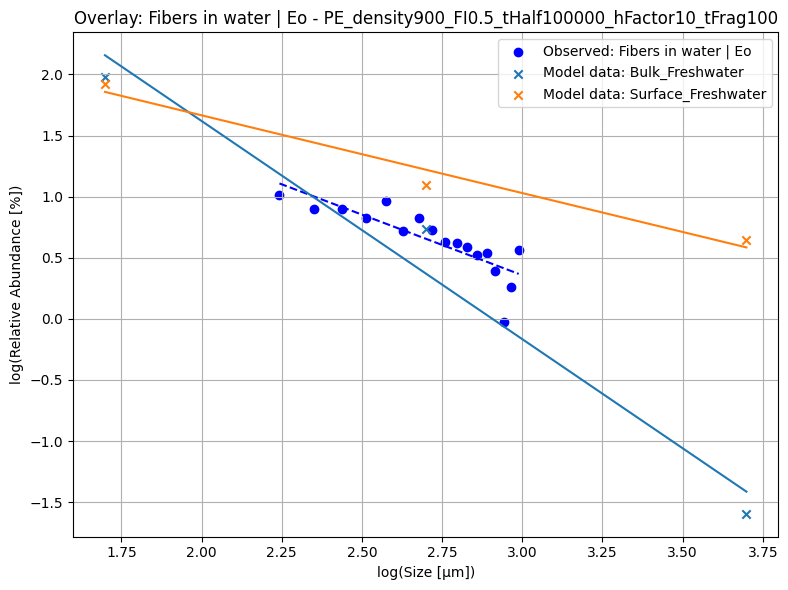 Overlay: Fibers in water | Eo - PE_density900_FI0.5_tHalf100000_hFactor10_tFrag100
Observed: Fibers in water | Eo
Model data: Bulk_Freshwater
Model data: Surface_Freshwater
log(Relative Abundance [%])
2.0
1.5
1.0
0.5
0.0
−0.5
−1.0
−1.5
1.75 2.00 2.25 2.50 2.75 3.00 3.25 3.50 3.75
log(Size [μm])